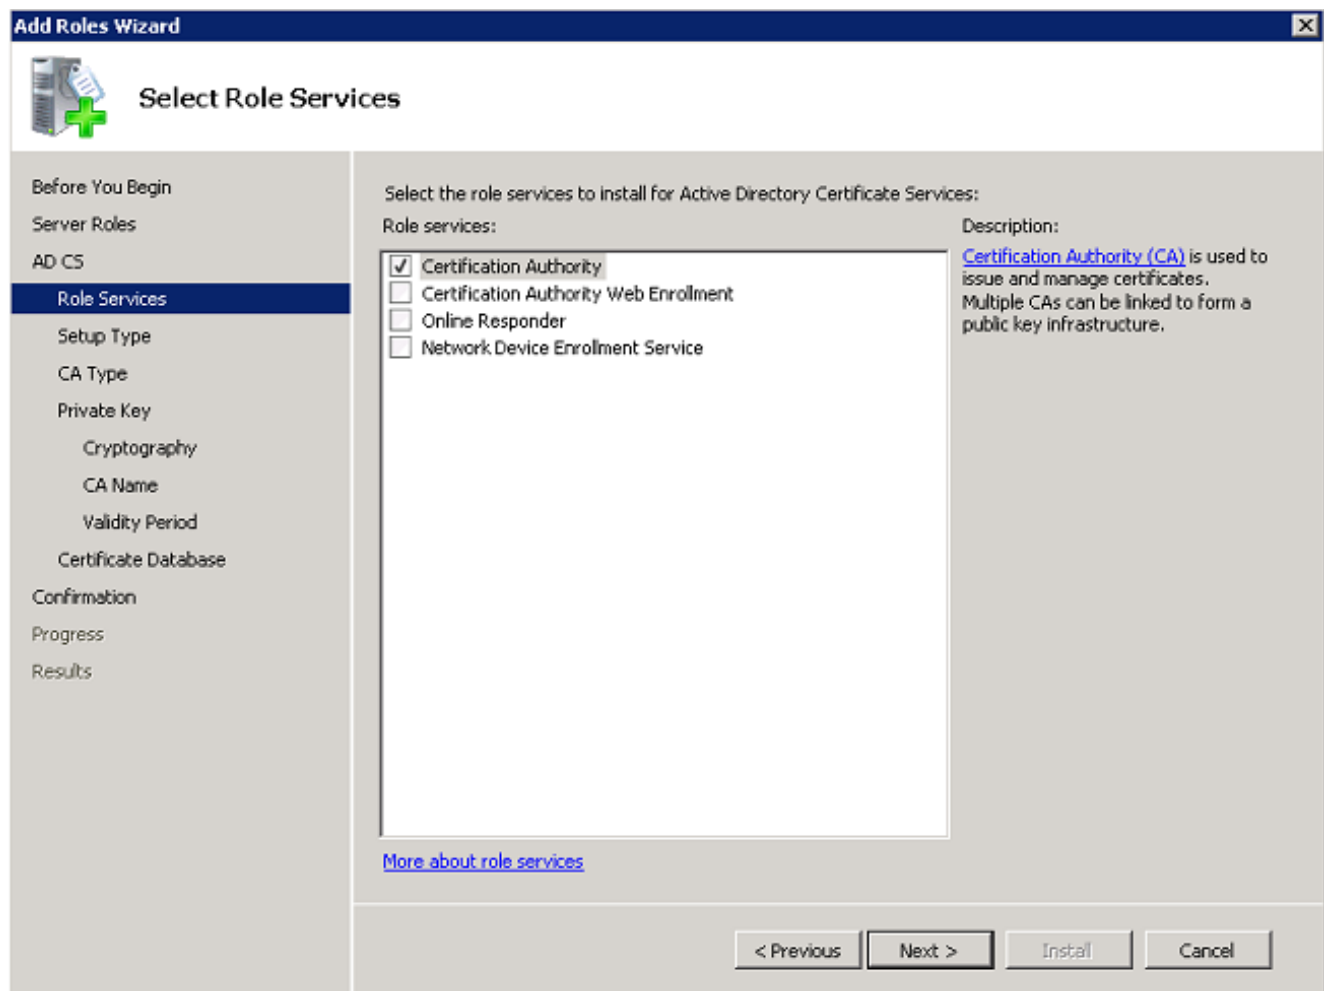 Add Roles Wizard
Select Role Services
Before You Begin
Server Roles
AD CS
Role Services
Setup Type
CA Type
Private Key
Cryptography
CA Name
Validity Period
Certificate Database
Confirmation
Progress
Results
Select the role services to install for Active Directory Certificate Services:
Role services:
Certification Authority
Certification Authority Web Enrollment
Online Responder
Network Device Enrollment Service
More about role services
Description:
Certification Authority (CA) is used to
issue and manage certificates.
Multiple CAs can be linked to form a
public key infrastructure.
< Previous
Next >
Install
Cancel